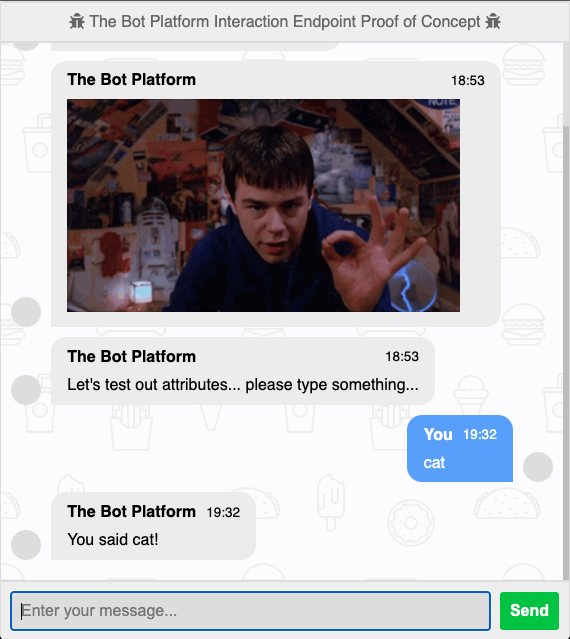 The Bot Platform Interaction Endpoint Proof of Concept
The Bot Platform 18:53
NOTE
The Bot Platform 18:53
Let's test out attributes... please type something...
You 19:32
cat
The Bot Platform 19:32
You said cat!
Enter your message...
Send